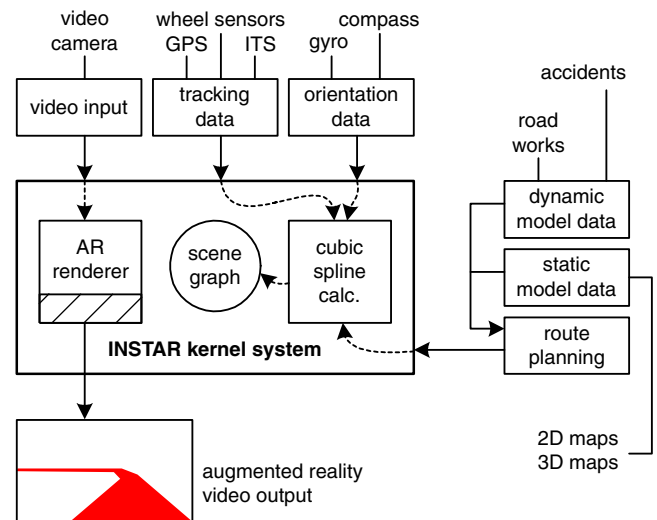 video
camera
wheel sensors
GPS
ITS
compass
gyro
accidents
road
works
video input
tracking
data
orientation
data
dynamic
model data
static
model data
route
planning
AR
renderer
scene
graph
cubic
spline
calc.
INSTAR kernel system
2D maps
3D maps
augmented reality
video output